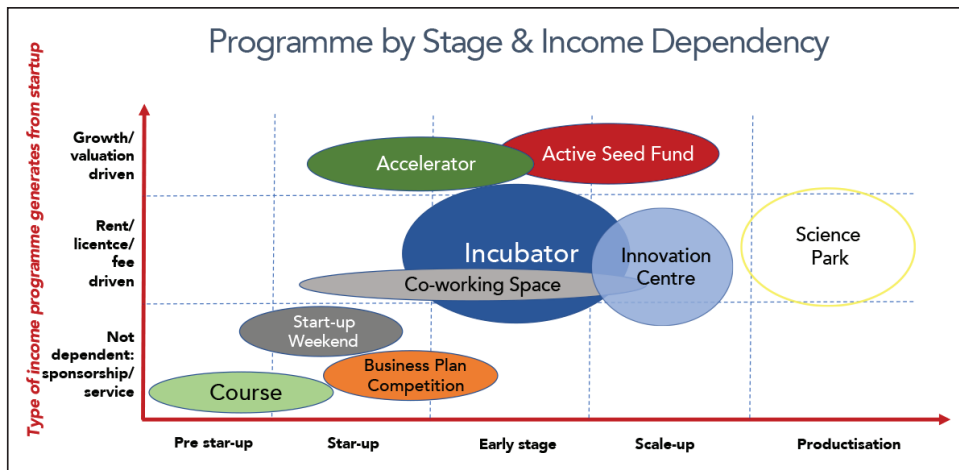 Programme by Stage & Income Dependency
Type of income programme generates from startup
Growth/
valuation
driven
Rent/
licentce/
fee
driven
Not
dependent:
sponsorship/
service
Accelerator
Active Seed Fund
Incubator
Co-working Space
Innovation
Centre
Science
Park
Start-up
Weekend
Business Plan
Competition
Course
Pre star-up
Star-up
Early stage
Scale-up
Productisation